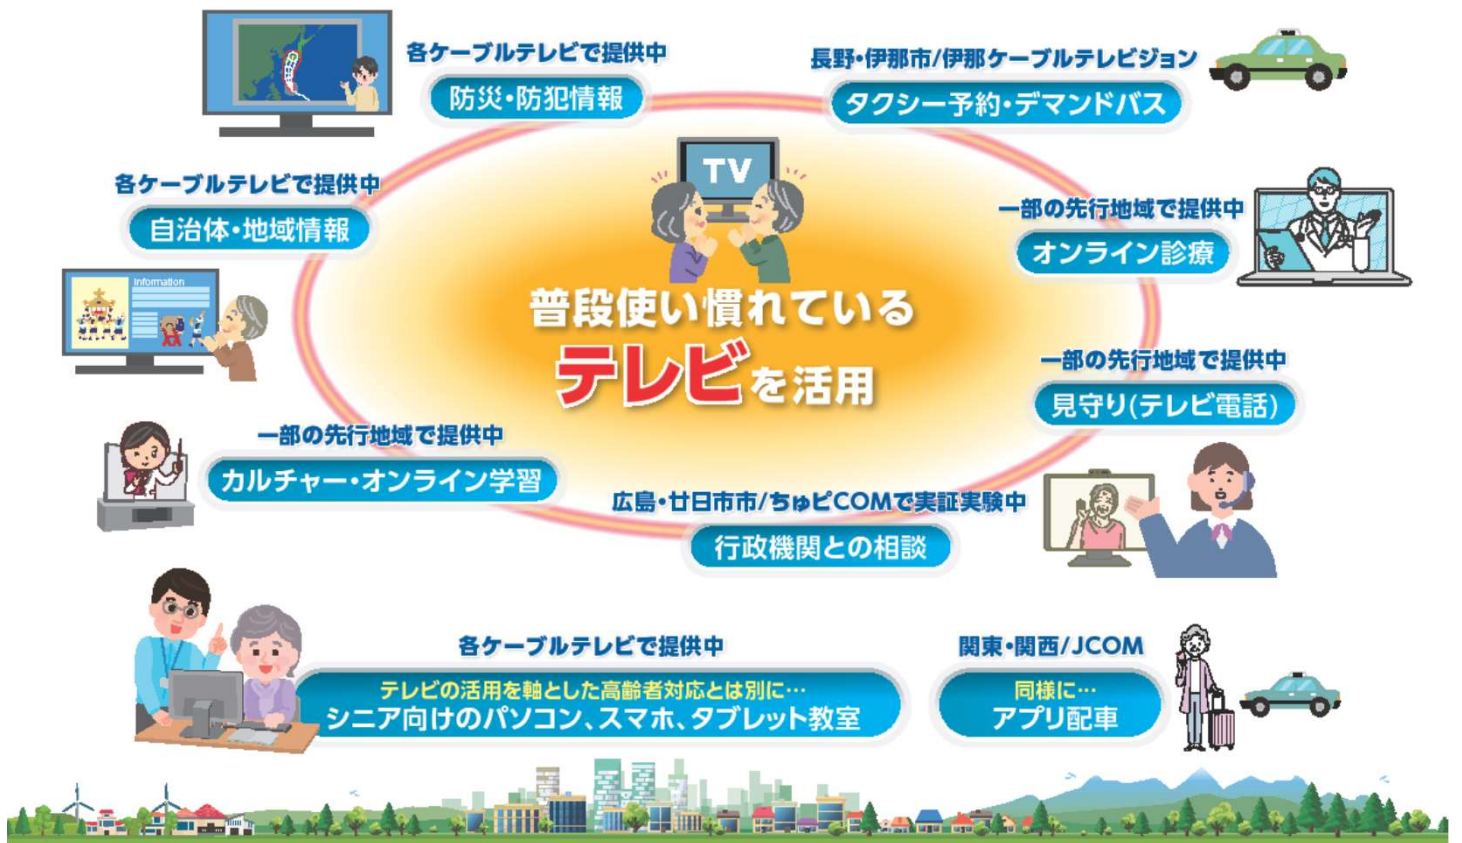 各ケーブルテレビで提供中
防災・防犯情報
長野・伊那市/伊那ケーブルテレビジョン
タクシー予約・デマンドバス
TV
各ケーブルテレビで提供中
自治体・地域情報
Information
一部の先行地域で提供中
オンライン診療
普段使い慣れている
テレビを活用
一部の先行地域で提供中
見守り(テレビ電話)
一部の先行地域で提供中
カルチャー・オンライン学習
広島・廿日市市/ちゅピCOMで実証実験中
行政機関との相談
各ケーブルテレビで提供中
テレビの活用を軸とした高齢者対応とは別に…
シニア向けのパソコン、スマホ、タブレット教室
関東・関西/JCOM
同様に…
アプリ配車